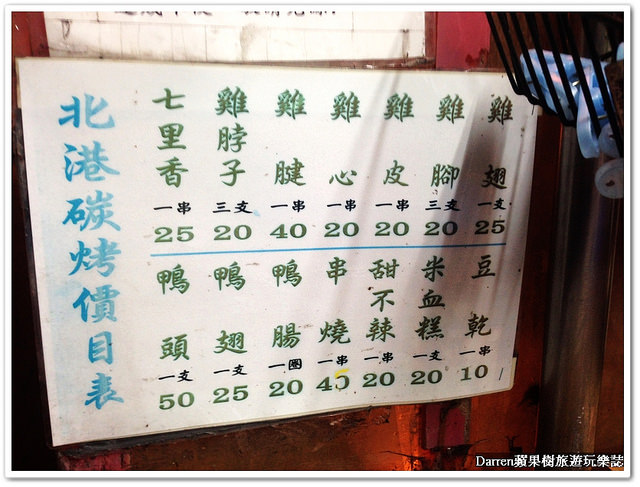 北港碳烤價目表
雞翅 一支 25
雞腳 三支 20
雞皮 一串 20
雞心 一串 20
雞腱 一串 40
雞脖子 三支 20
七里香 一串 25
豆乾 一串 10
米血糕 一支 20
甜不辣 一串 20
串燒 一串 45
鴨腸 一圈 20
鴨翅 一支 25
鴨頭 一支 50
Darren蘋果樹旅遊玩樂誌